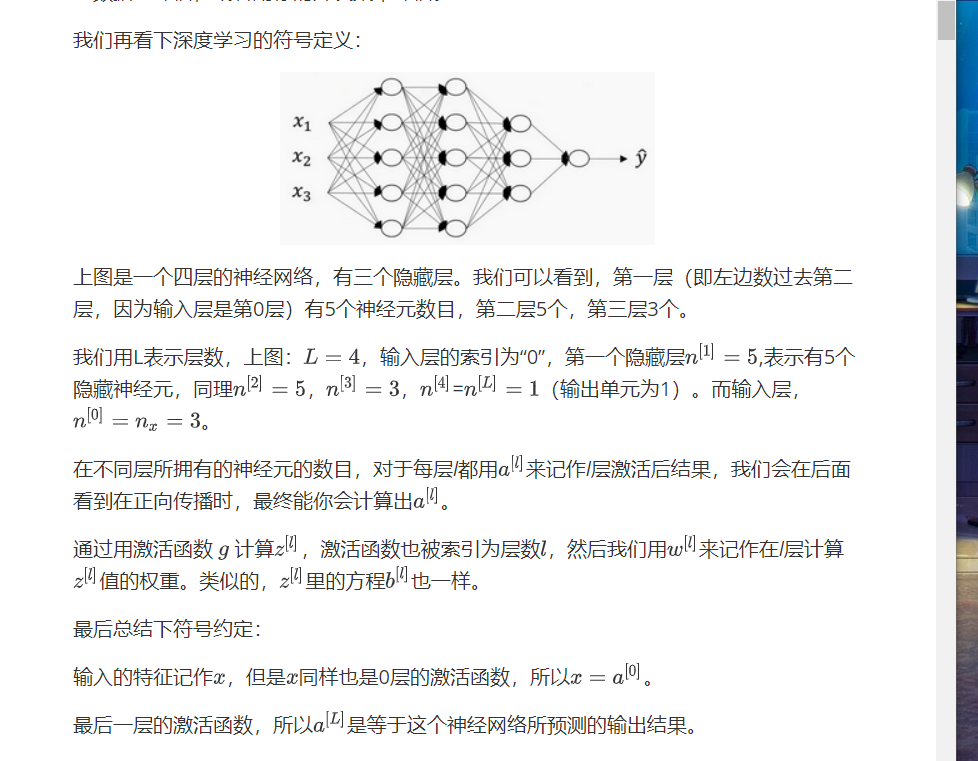 我们再看下深度学习的符号定义：
x₁
x₂
x₃
ŷ
上图是一个四层的神经网络，有三个隐藏层。我们可以看到，第一层（即左边数过去第二
层，因为输入层是第0层）有5个神经元数目，第二层5个，第三层3个。
我们用L表示层数，上图：L = 4，输入层的索引为“0”，第一个隐藏层n^[1] = 5,表示有5个
隐藏神经元，同理n^[2] = 5，n^[3] = 3，n^[4]=n^[L] = 1（输出单元为1）。而输入层，
n^[0] = n_x = 3。
在不同层所拥有的神经元的数目，对于每层l都用a^[l]来记作l层激活后结果，我们会在后面
看到在正向传播时，最终能你会计算出a^[l]。
通过用激活函数 g 计算z^[l]，激活函数也被索引为层数l，然后我们用w^[l]来记作在l层计算
z^[l]值的权重。类似的，z^[l]里的方程b^[l]也一样。
最后总结下符号约定：
输入的特征记作x，但是x同样也是0层的激活函数，所以x = a^[0]。
最后一层的激活函数，所以a^[L]是等于这个神经网络所预测的输出结果。